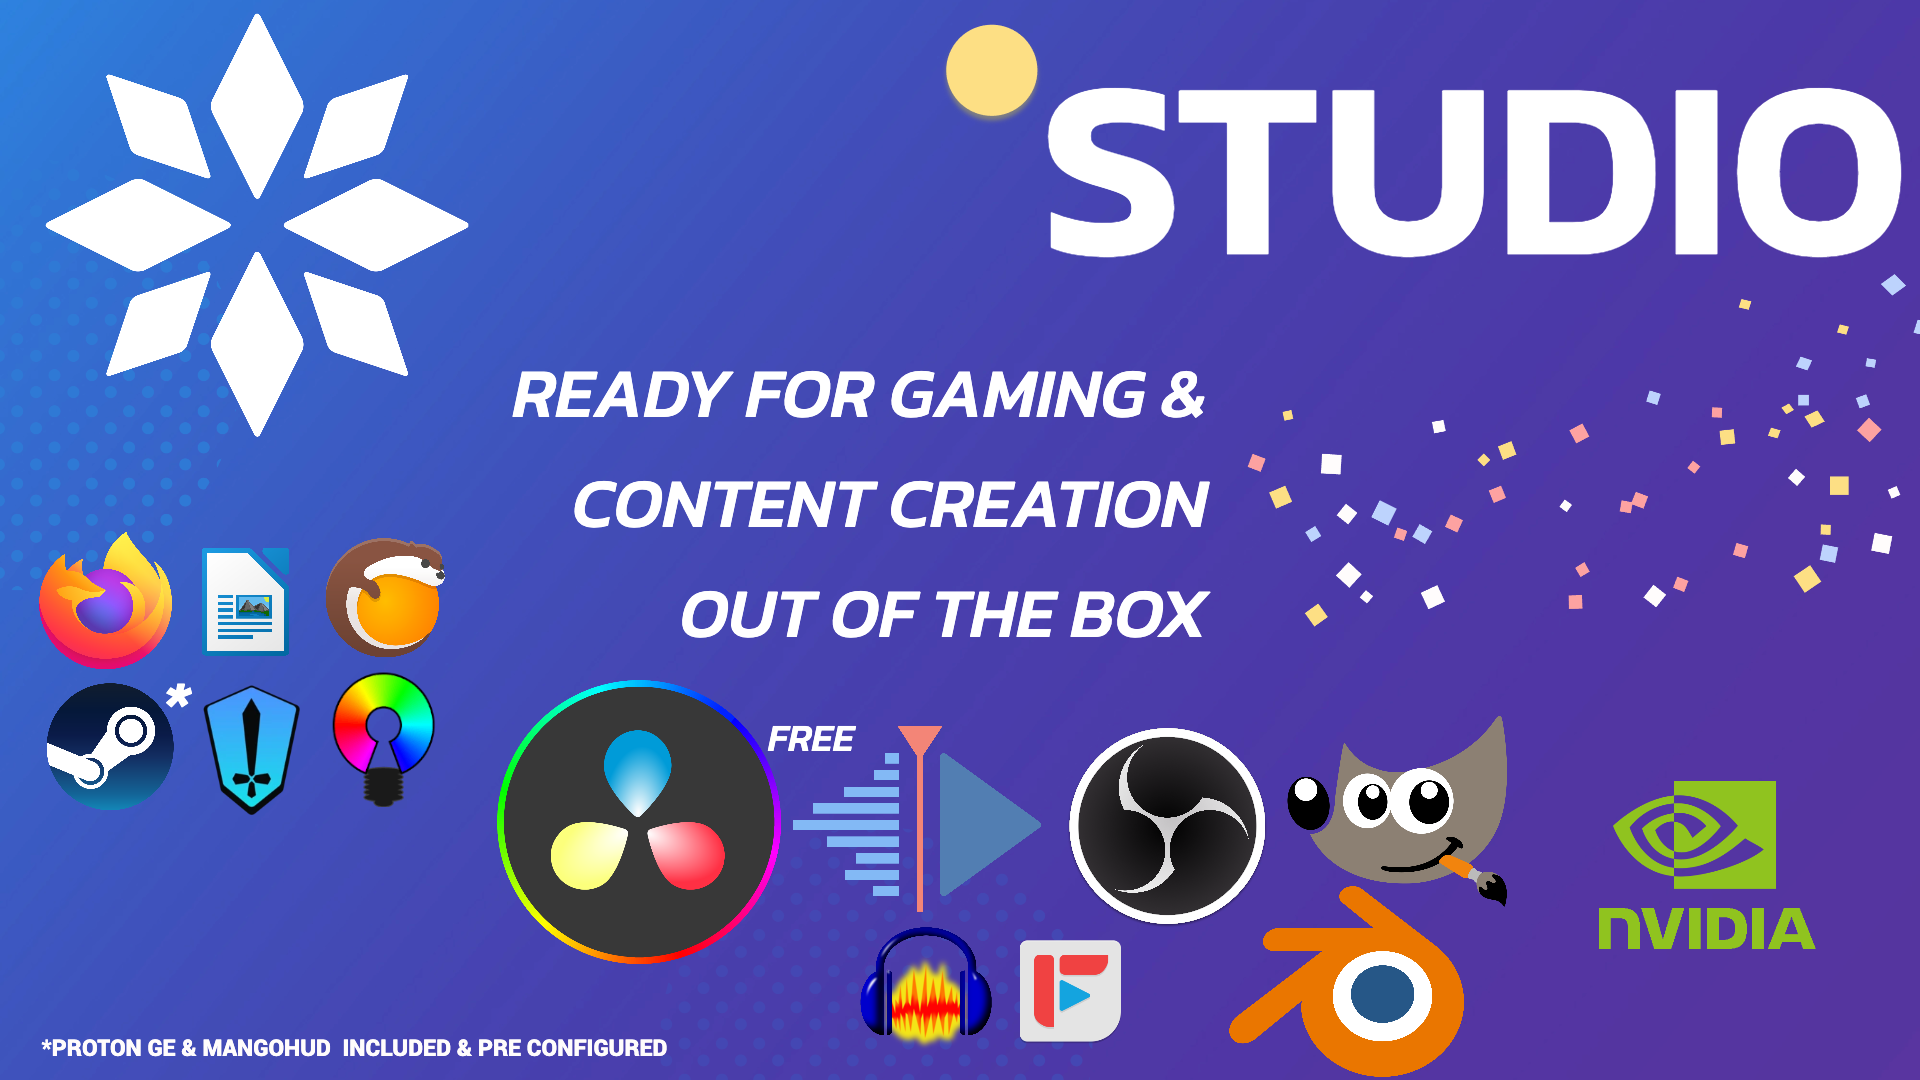 STUDIO
READY FOR GAMING &
CONTENT CREATION
OUT OF THE BOX
*
FREE
NVIDIA
*PROTON GE & MANGOHUD INCLUDED & PRE CONFIGURED